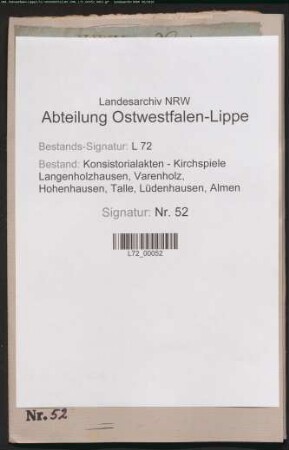 Landesarchiv NRW
Abteilung Ostwestfalen-Lippe
Bestands-Signatur: L 72
Bestand: Konsistorialakten - Kirchspiele
Langenholzhausen, Varenholz,
Hohenhausen, Talle, Lüdenhausen, Almen
Signatur: Nr. 52
L72_00052
Nr. 52